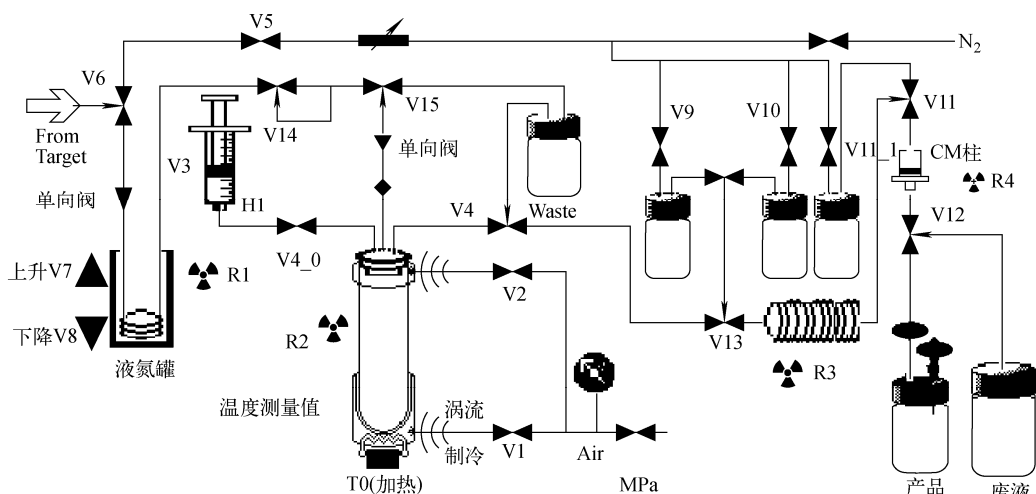 V5
N₂
V6
From
Target
V14
V15
V9
V10
V11
V3
单向阀
V11_1
CM柱
R4
单向阀
H1
V4
Waste
V12
V4_0
上升V7
R1
V2
下降V8
R2
V13
液氮罐
R3
温度测量值
涡流
制冷
V1
Air
T0(加热)
MPa
产品
废液